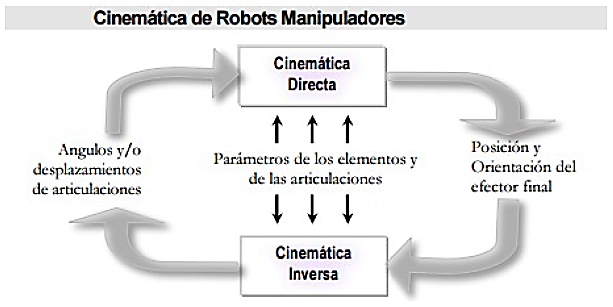 Cinemática de Robots Manipuladores
Cinemática
Directa
Angulos y/o
desplazamientos
de articulaciones
Parámetros de los elementos y
de las articulaciones
Posición y
Orientación del
efector final
Cinemática
Inversa